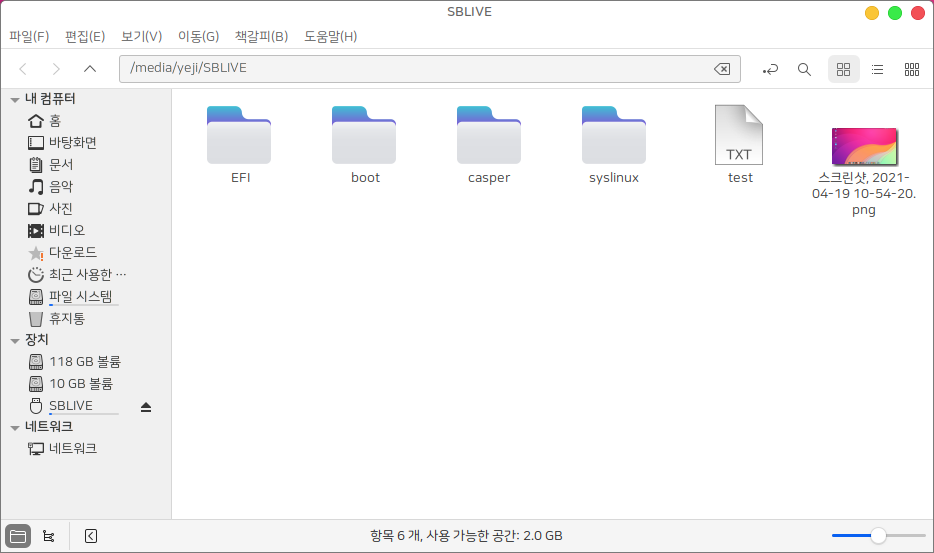 SBLIVE
파일(F) 편집(E) 보기(V) 이동(G) 책갈피(B) 도움말(H)
/media/yeji/SBLIVE
내 컴퓨터
홈
바탕화면
문서
음악
사진
비디오
다운로드
최근 사용한 …
파일 시스템
휴지통
장치
118 GB 볼륨
10 GB 볼륨
SBLIVE
네트워크
네트워크
EFI
boot
casper
syslinux
TXT
test
스크린샷, 2021-
04-19 10-54-20.
png
항목 6 개, 사용 가능한 공간: 2.0 GB